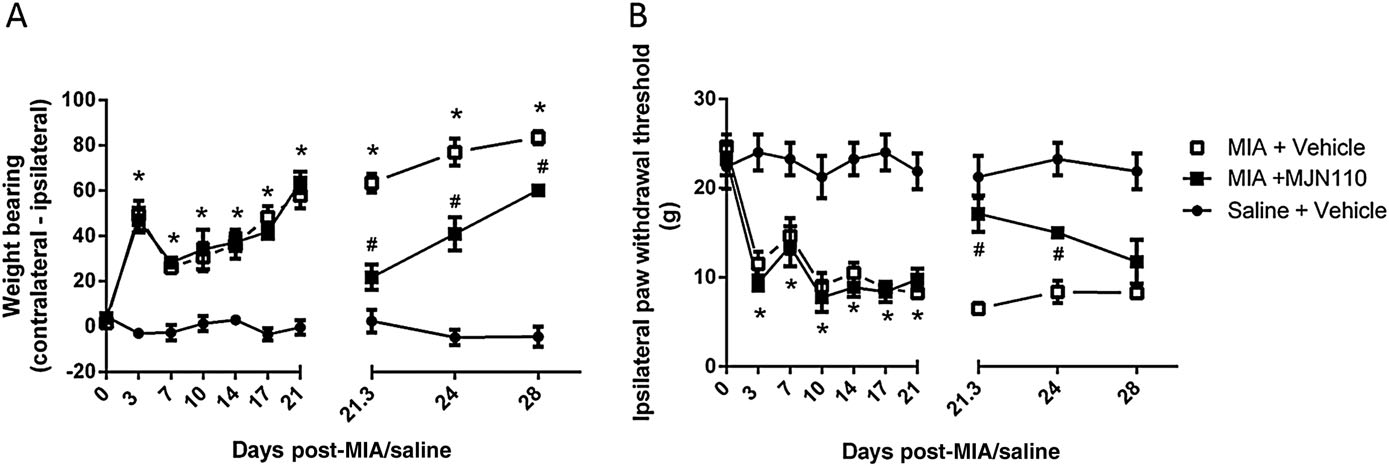 A
Weight bearing
(contralateral - ipsilateral)
100
80
60
40
20
0
-20
* * * * * * * * *
# # #
0 3 7 10 14 17 21 21.3 24 28
Days post-MIA/saline
B
Ipsilateral paw withdrawal threshold
(g)
30
20
10
0
* * * * * *
# #
0 3 7 10 14 17 21 21.3 24 28
Days post-MIA/saline
MIA + Vehicle
MIA +MJN110
Saline + Vehicle